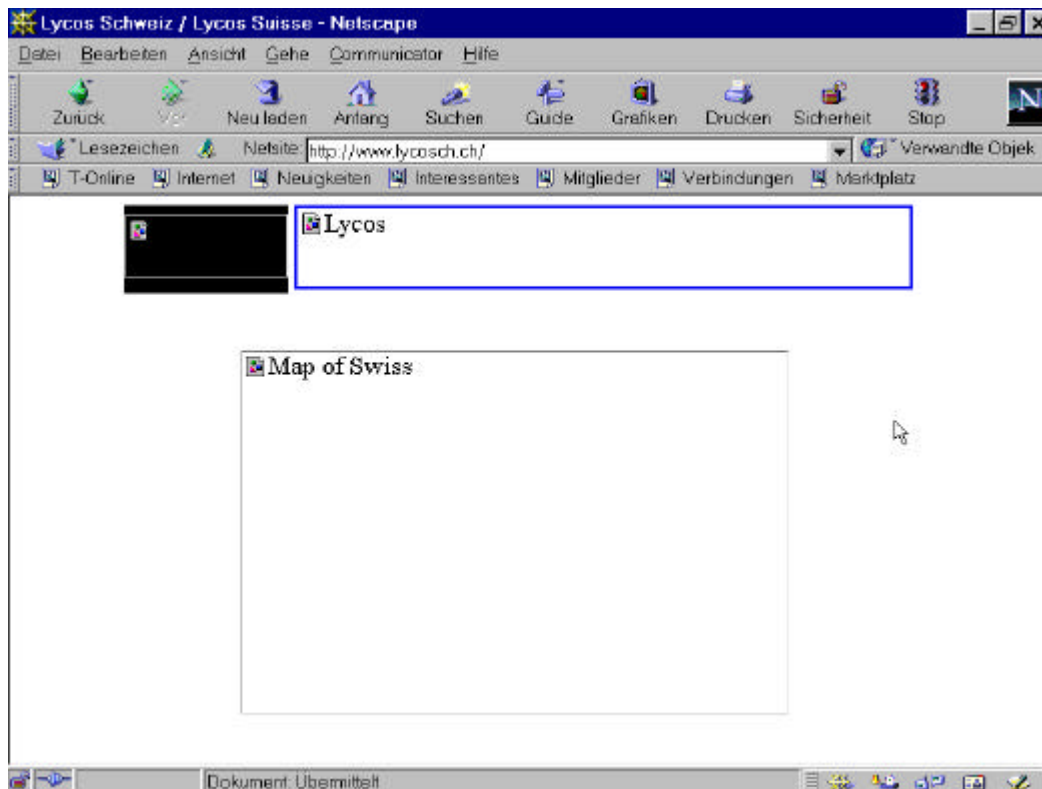 Lycos Schweiz / Lycos Suisse - Netscape
Datei Bearbeiten Ansicht Gehe Communicator Hilfe
Zurück Vor Neu laden Anfang Suchen Guide Grafiken Drucken Sicherheit Stop N
Lesezeichen Netsite: http://www.lycosch.ch/ Verwandte Objek
T-Online Internet Neuigkeiten Interessantes Mitglieder Verbindungen Marktplatz
Lycos
Map of Swiss
Dokument: Übermittelt